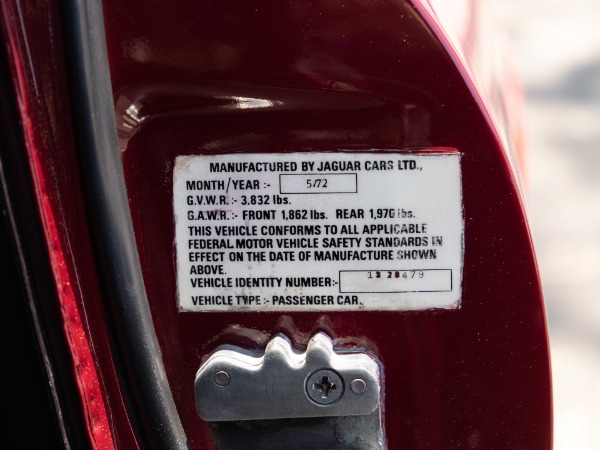 MANUFACTURED BY JAGUAR CARS LTD.,
MONTH/YEAR :- 5/72
G.V.W.R. :- 3.832 lbs.
G.A.W.R. :- FRONT 1,862 lbs. REAR 1,970 lbs.
THIS VEHICLE CONFORMS TO ALL APPLICABLE
FEDERAL MOTOR VEHICLE SAFETY STANDARDS IN
EFFECT ON THE DATE OF MANUFACTURE SHOWN
ABOVE.
VEHICLE IDENTITY NUMBER:-
VEHICLE TYPE :- PASSENGER CAR.